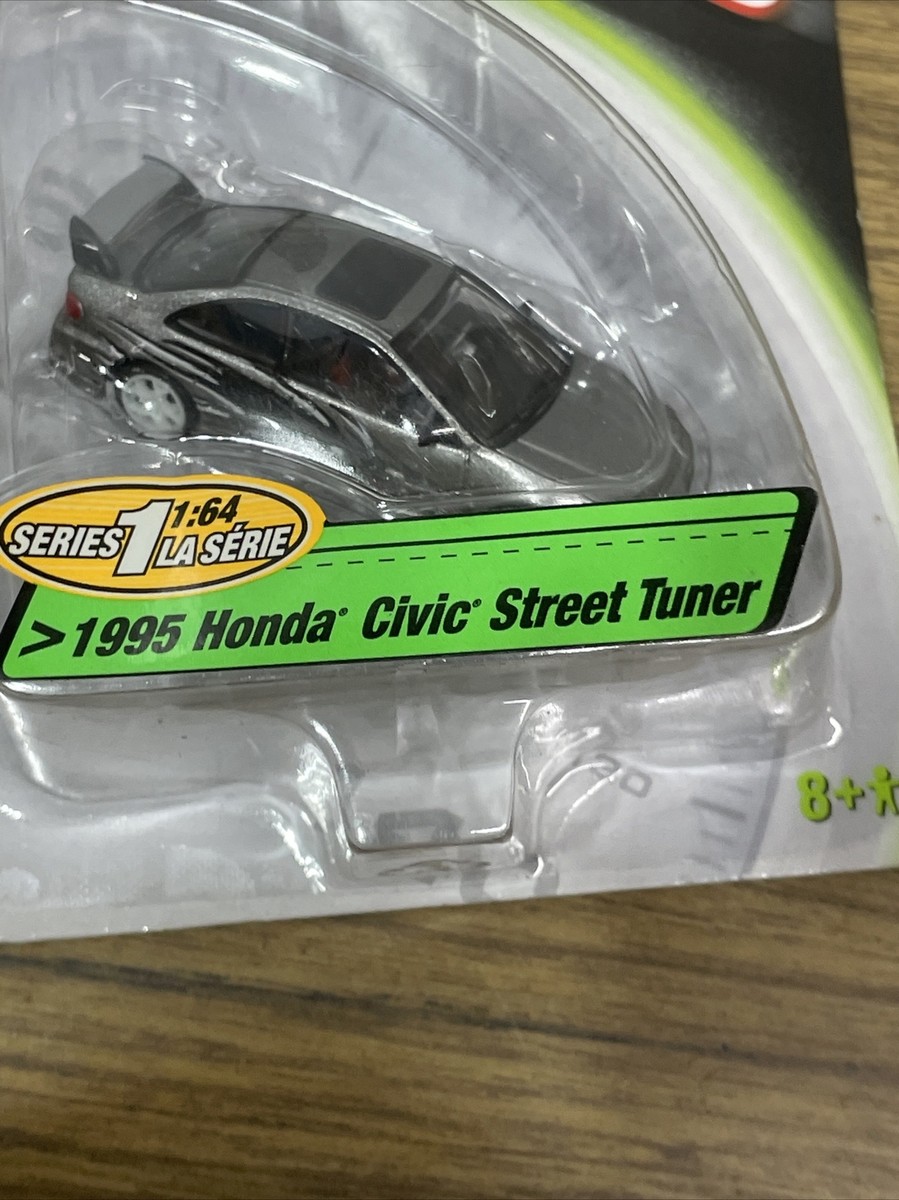 1:64
SERIES 1 LA SÉRIE
>1995 Honda® Civic® Street Tuner
8+